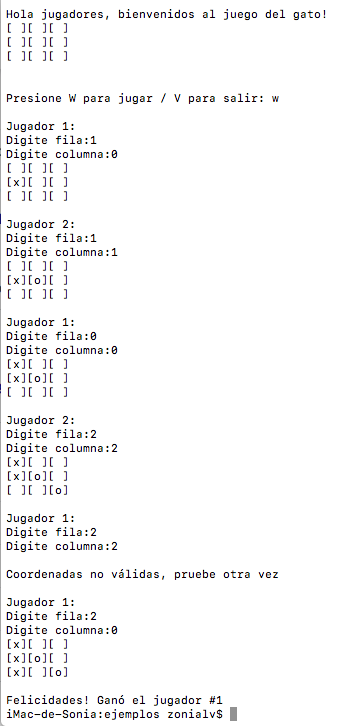 Hola jugadores, bienvenidos al juego del gato!
[ ][ ][ ]
[ ][ ][ ]
[ ][ ][ ]
Presione W para jugar / V para salir: w
Jugador 1:
Digite fila:1
Digite columna:0
[ ][ ][ ]
[x][ ][ ]
[ ][ ][ ]
Jugador 2:
Digite fila:1
Digite columna:1
[ ][ ][ ]
[x][o][ ]
[ ][ ][ ]
Jugador 1:
Digite fila:0
Digite columna:0
[x][ ][ ]
[x][o][ ]
[ ][ ][ ]
Jugador 2:
Digite fila:2
Digite columna:2
[x][ ][ ]
[x][o][ ]
[ ][ ][o]
Jugador 1:
Digite fila:2
Digite columna:2
Coordenadas no válidas, pruebe otra vez
Jugador 1:
Digite fila:2
Digite columna:0
[x][ ][ ]
[x][o][ ]
[x][ ][o]
Felicidades! Ganó el jugador #1
iMac-de-Sonia:ejemplos zonialv$